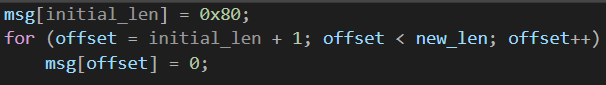 msg[initial_len] = 0x80;
for (offset = initial_len + 1; offset < new_len; offset++)
    msg[offset] = 0;